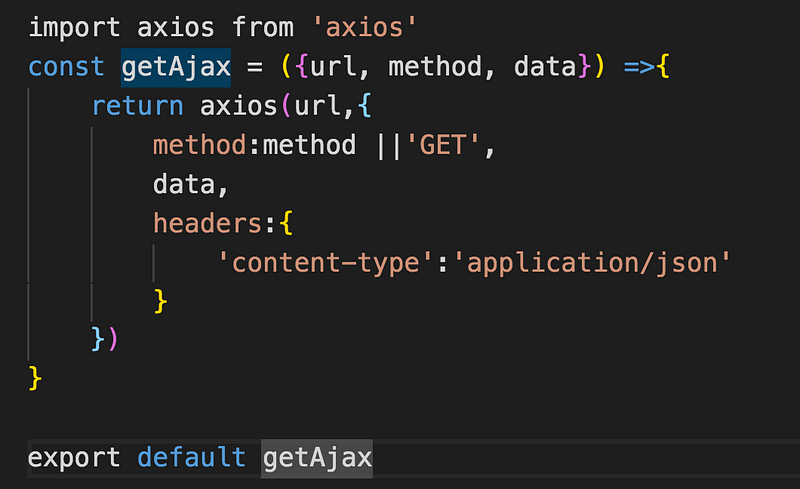 import axios from 'axios'
const getAjax = ({url, method, data}) =>{
    return axios(url,{
        method:method ||'GET',
        data,
        headers:{
            'content-type':'application/json'
        }
    })
}
export default getAjax